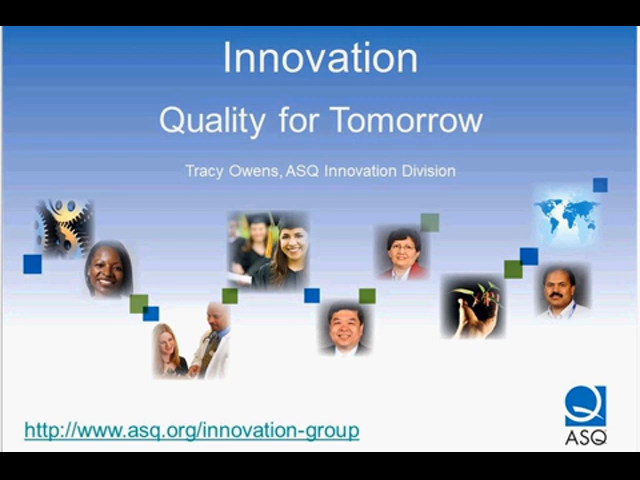 Innovation
Quality for Tomorrow
Tracy Owens, ASQ Innovation Division
http://www.asq.org/innovation-group
ASQ